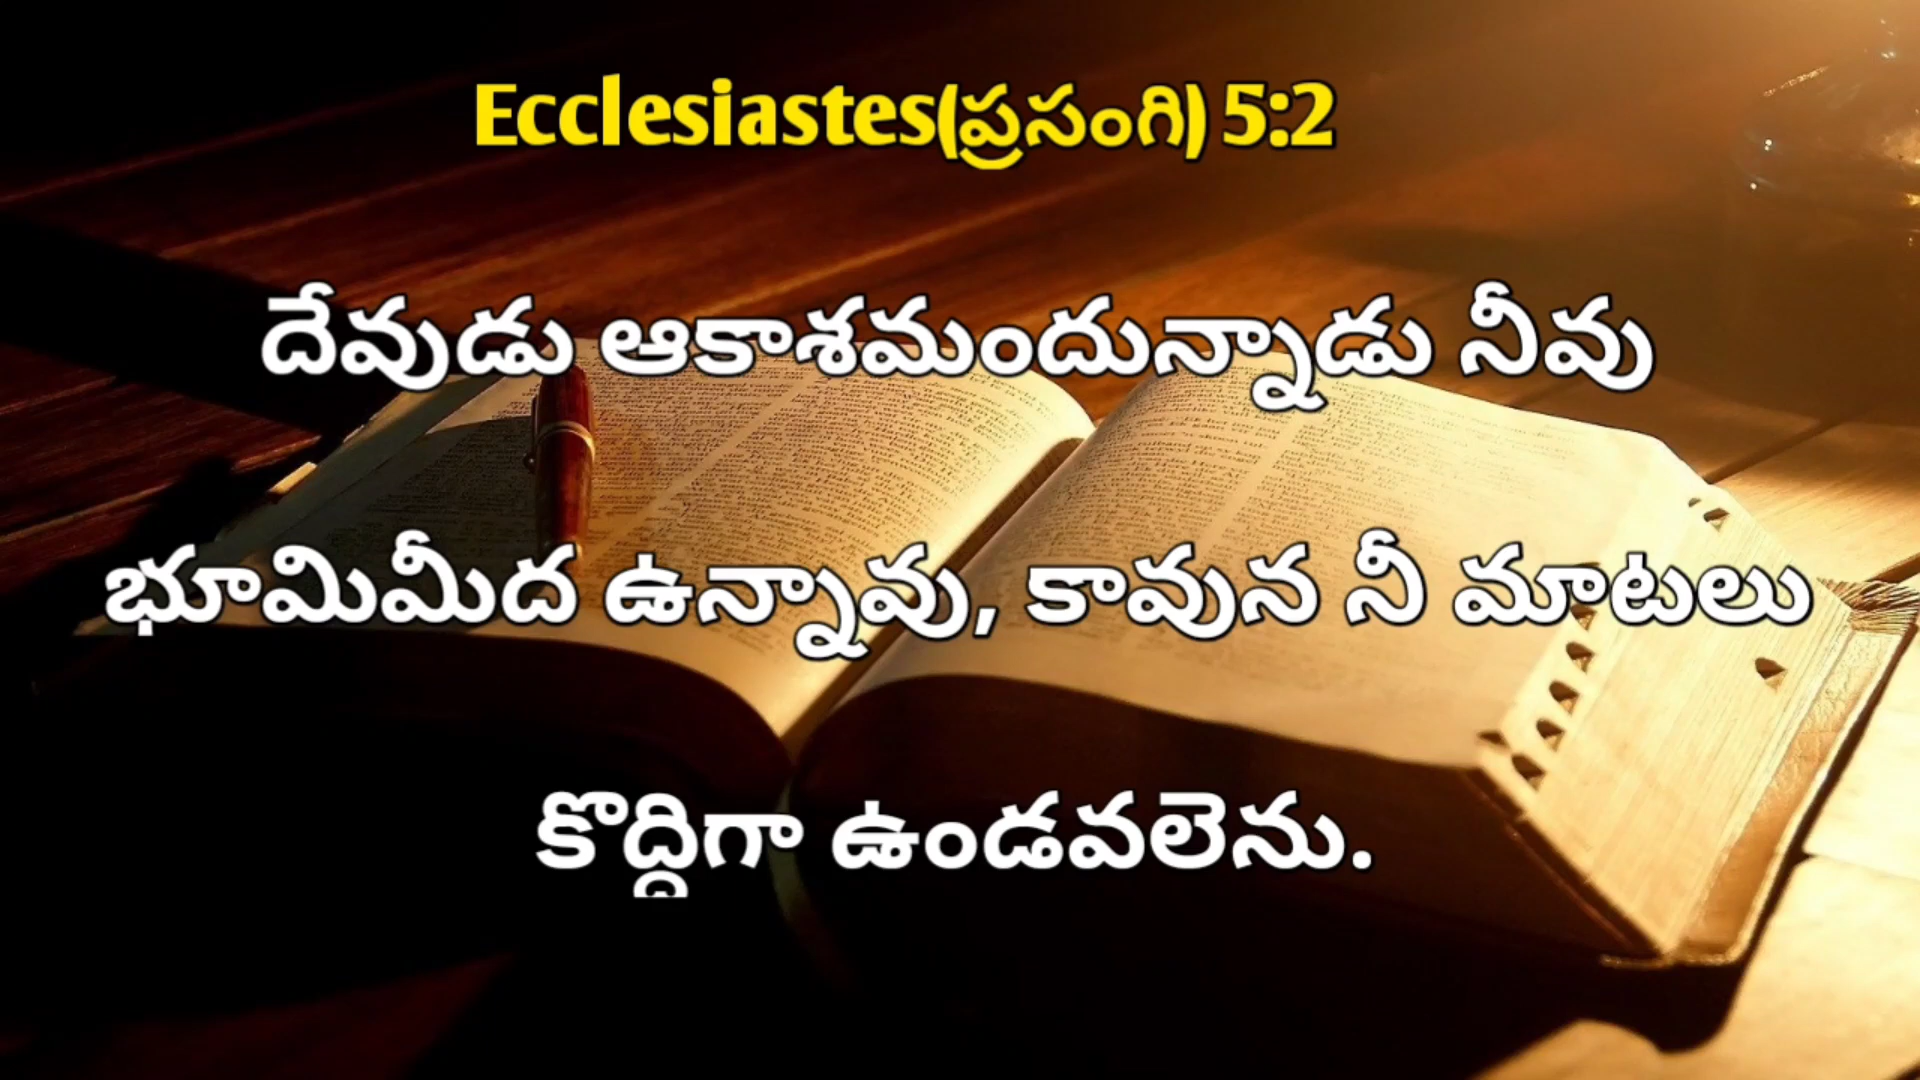 Ecclesiastes(ప్రసంగి) 5:2
దేవుడు ఆకాశమందున్నాడు నీవు
భూమిమీద ఉన్నావు, కావున నీ మాటలు
కొద్దిగా ఉండవలెను.